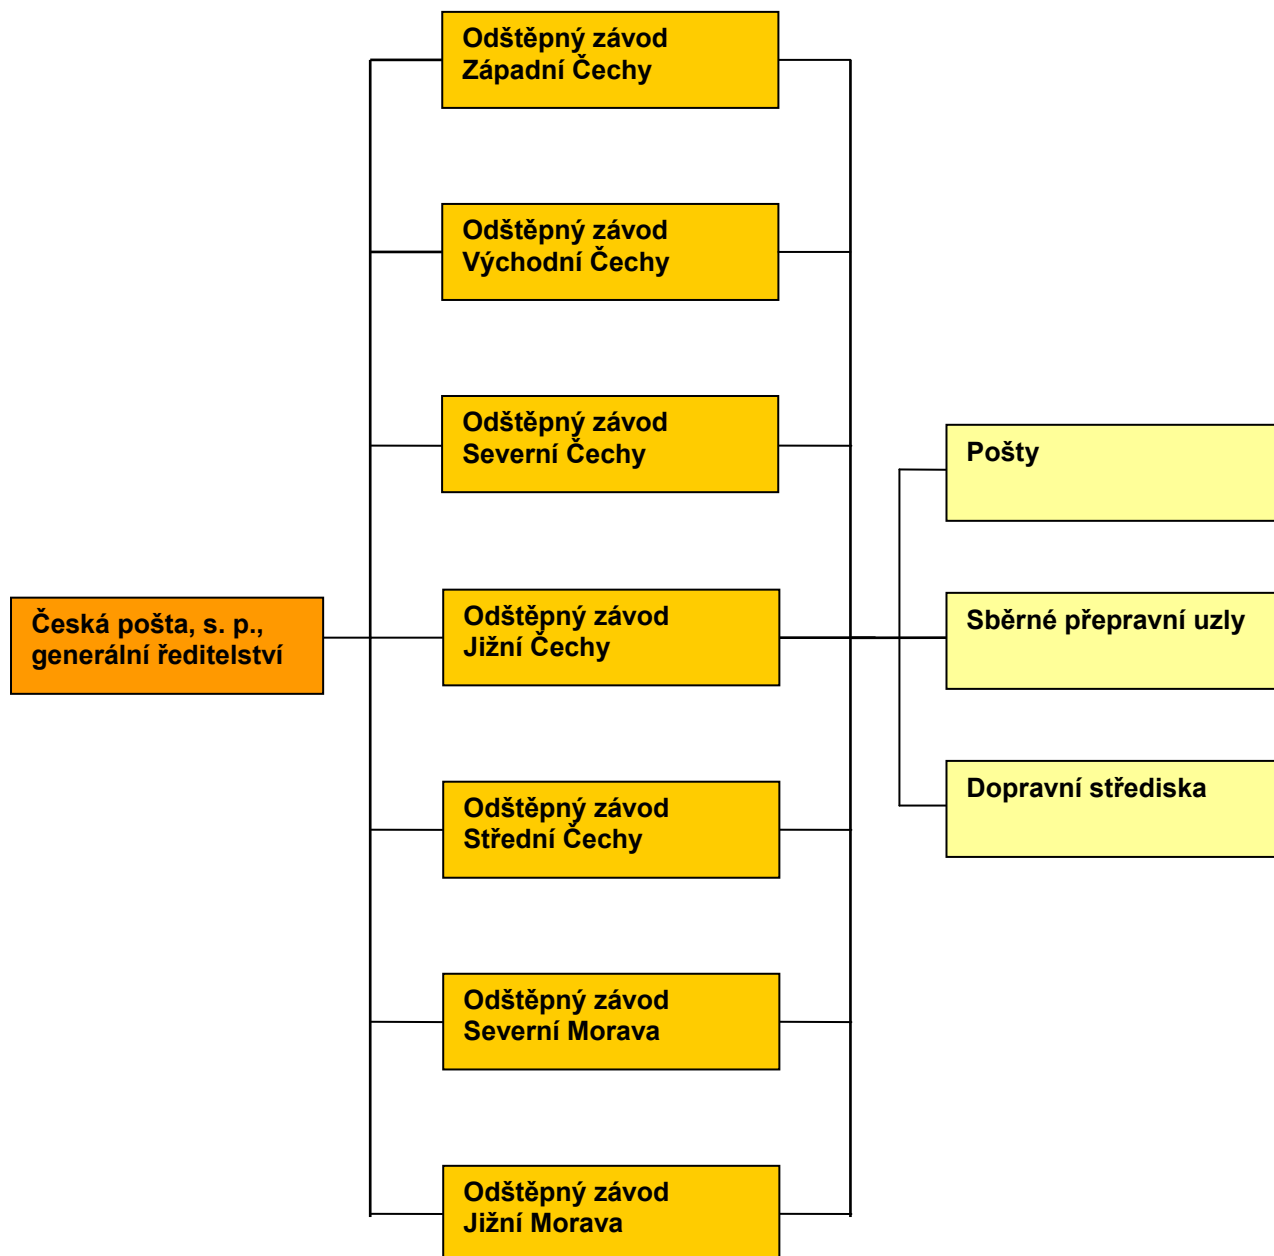 Odštěpný závod
Západní Čechy
Odštěpný závod
Východní Čechy
Odštěpný závod
Severní Čechy
Česká pošta, s. p.,
generální ředitelství
Odštěpný závod
Jižní Čechy
Odštěpný závod
Střední Čechy
Odštěpný závod
Severní Morava
Odštěpný závod
Jižní Morava
Pošty
Sběrné přepravní uzly
Dopravní střediska